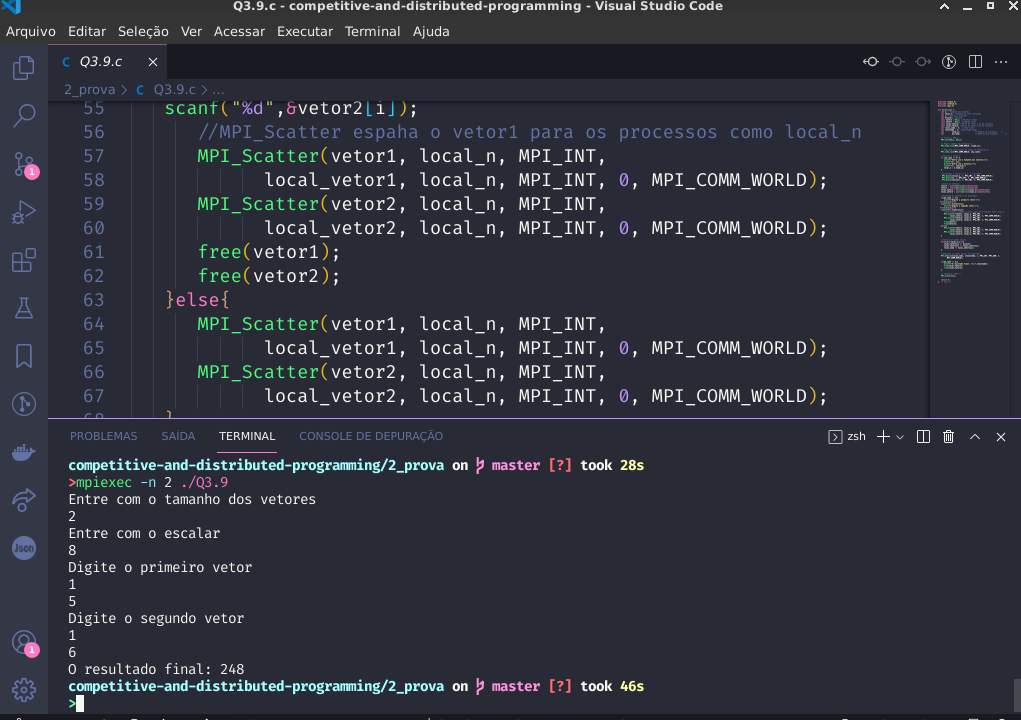 Q3.9.c - competitive-and-distributed-programming - Visual Studio Code
Arquivo Editar Seleção Ver Acessar Executar Terminal Ajuda
C Q3.9.c
2_prova > C Q3.9.c > ...
55 scanf("%d",&vetor2[i]);
56 //MPI_Scatter espaha o vetor1 para os processos como local_n
57 MPI_Scatter(vetor1, local_n, MPI_INT,
58 local_vetor1, local_n, MPI_INT, 0, MPI_COMM_WORLD);
59 MPI_Scatter(vetor2, local_n, MPI_INT,
60 local_vetor2, local_n, MPI_INT, 0, MPI_COMM_WORLD);
61 free(vetor1);
62 free(vetor2);
63 }else{
64 MPI_Scatter(vetor1, local_n, MPI_INT,
65 local_vetor1, local_n, MPI_INT, 0, MPI_COMM_WORLD);
66 MPI_Scatter(vetor2, local_n, MPI_INT,
67 local_vetor2, local_n, MPI_INT, 0, MPI_COMM_WORLD);
68 }
1
Json
1
PROBLEMAS SAÍDA TERMINAL CONSOLE DE DEPURAÇÃO zsh
competitive-and-distributed-programming/2_prova on master [?] took 28s
>mpiexec -n 2 ./Q3.9
Entre com o tamanho dos vetores
2
Entre com o escalar
8
Digite o primeiro vetor
1
5
Digite o segundo vetor
1
6
O resultado final: 248
competitive-and-distributed-programming/2_prova on master [?] took 46s
>